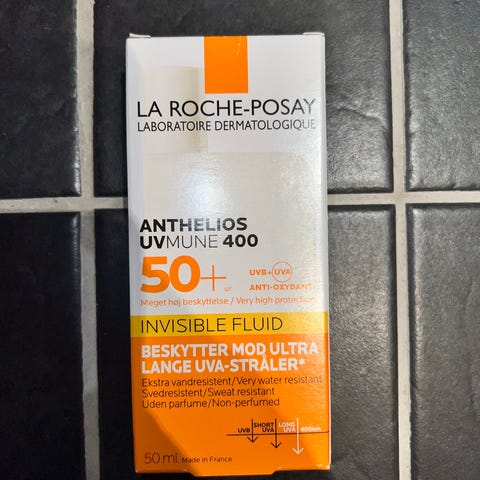 LA ROCHE-POSAY
LABORATOIRE DERMATOLOGIQUE
ANTHELIOS
UVMUNE 400
50+
SPF
UVB+UVA
ANTI-OXYDANT
Meget høj beskyttelse / Very high protection
INVISIBLE FLUID
BESKYTTER MOD ULTRA
LANGE UVA-STRÅLER*
Ekstra vandresistent/Very water resistant
Svedresistent/Sweat resistant
Uden parfume/Non-perfumed
UVB
SHORT UVA
LONG UVA
400nm
50 ml Made in France